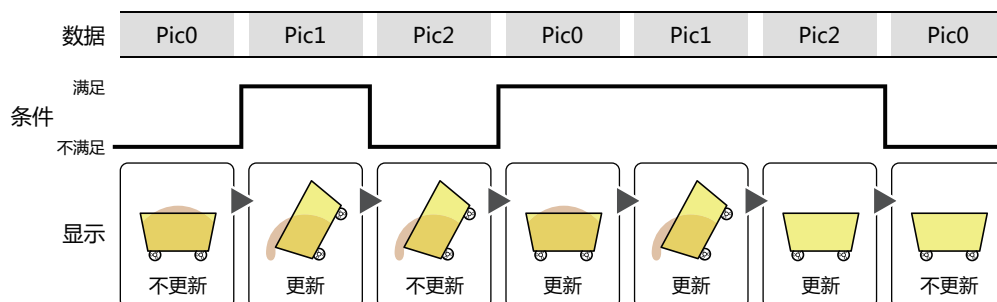 数据 Pic0 Pic1 Pic2 Pic0 Pic1 Pic2 Pic0
满足
条件
不满足
显示
不更新 更新 不更新 更新 更新 更新 不更新